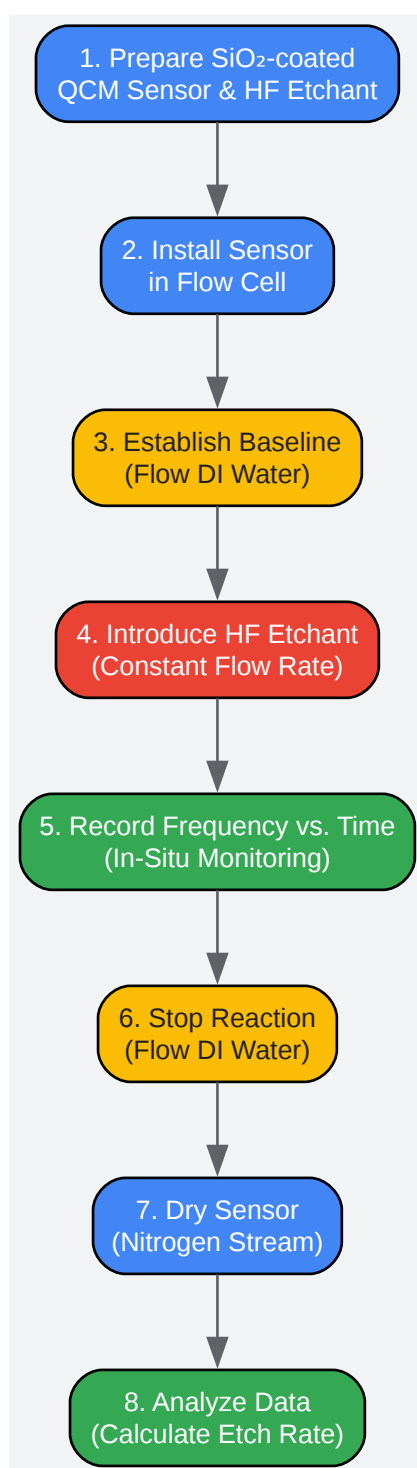 1. Prepare SiO₂-coated
QCM Sensor & HF Etchant
2. Install Sensor
in Flow Cell
3. Establish Baseline
(Flow DI Water)
4. Introduce HF Etchant
(Constant Flow Rate)
5. Record Frequency vs. Time
(In-Situ Monitoring)
6. Stop Reaction
(Flow DI Water)
7. Dry Sensor
(Nitrogen Stream)
8. Analyze Data
(Calculate Etch Rate)